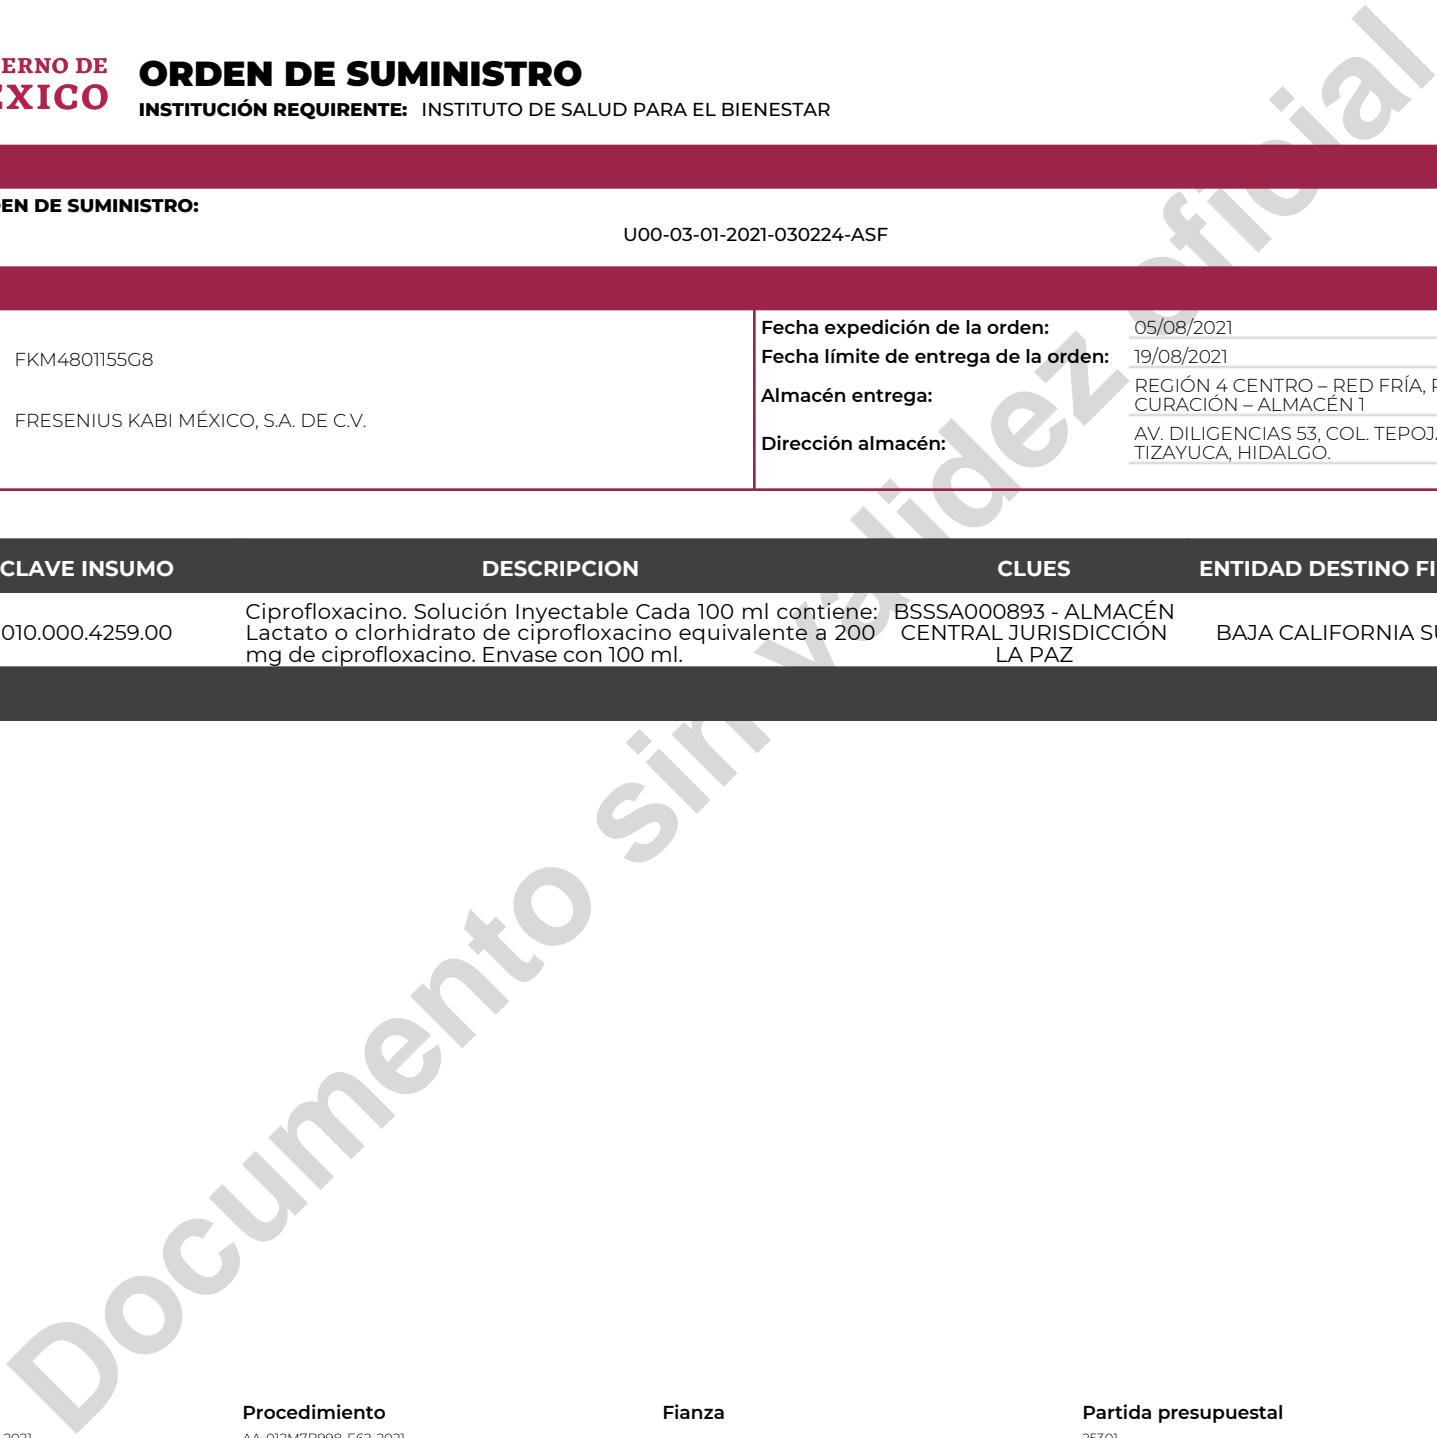 ORDEN DE SUMINISTRO
INSTITUCIÓN REQUIRENTE: INSTITUTO DE SALUD PARA EL BIENESTAR
ERNO DE
EXICO
EN DE SUMINISTRO:
U00-03-01-2021-030224-ASF
FKM4801155G8
FRESENIUS KABI MÉXICO, S.A. DE C.V.
Fecha expedición de la orden: 05/08/2021
Fecha límite de entrega de la orden: 19/08/2021
Almacén entrega: REGIÓN 4 CENTRO – RED FRÍA,
CURACIÓN – ALMACÉN 1
Dirección almacén: AV. DILIGENCIAS 53, COL. TEPOJ
TIZAYUCA, HIDALGO.
CLAVE INSUMO DESCRIPCION CLUES ENTIDAD DESTINO FI
010.000.4259.00
Ciprofloxacino. Solución Inyectable Cada 100 ml contiene:
Lactato o clorhidrato de ciprofloxacino equivalente a 200
mg de ciprofloxacino. Envase con 100 ml.
BSSSA000893 - ALMACÉN
CENTRAL JURISDICCIÓN
LA PAZ
BAJA CALIFORNIA S
Documento sin validez oficial
Procedimiento Fianza Partida presupuestal